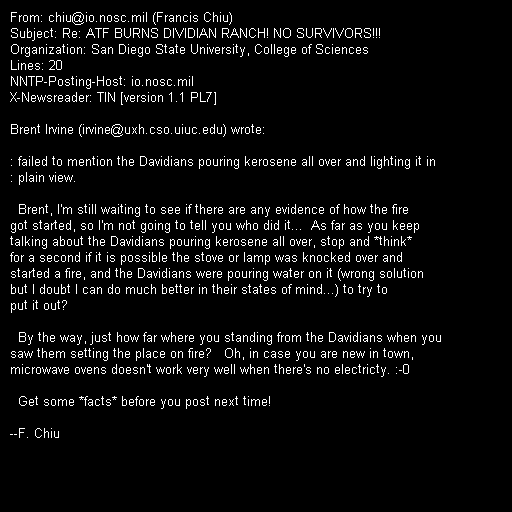 From: chiu@io.nosc.mil (Francis Chiu)
Subject: Re: ATF BURNS DIVIDIAN RANCH! NO SURVIVORS!!!
Organization: San Diego State University, College of Sciences
Lines: 20
NNTP-Posting-Host: io.nosc.mil
X-Newsreader: TIN [version 1.1 PL7]

Brent Irvine (irvine@uxh.cso.uiuc.edu) wrote:

: failed to mention the Davidians pouring kerosene all over and lighting it in
: plain view.

  Brent, I'm still waiting to see if there are any evidence of how the fire
got started, so I'm not going to tell you who did it...  As far as you keep
talking about the Davidians pouring kerosene all over, stop and *think*
for a second if it is possible the stove or lamp was knocked over and
started a fire, and the Davidians were pouring water on it (wrong solution
but I doubt I can do much better in their states of mind...) to try to
put it out?

  By the way, just how far where you standing from the Davidians when you
saw them setting the place on fire?   Oh, in case you are new in town,
microwave ovens doesn't work very well when there's no electricty. :-0

  Get some *facts* before you post next time!

--F. Chiu